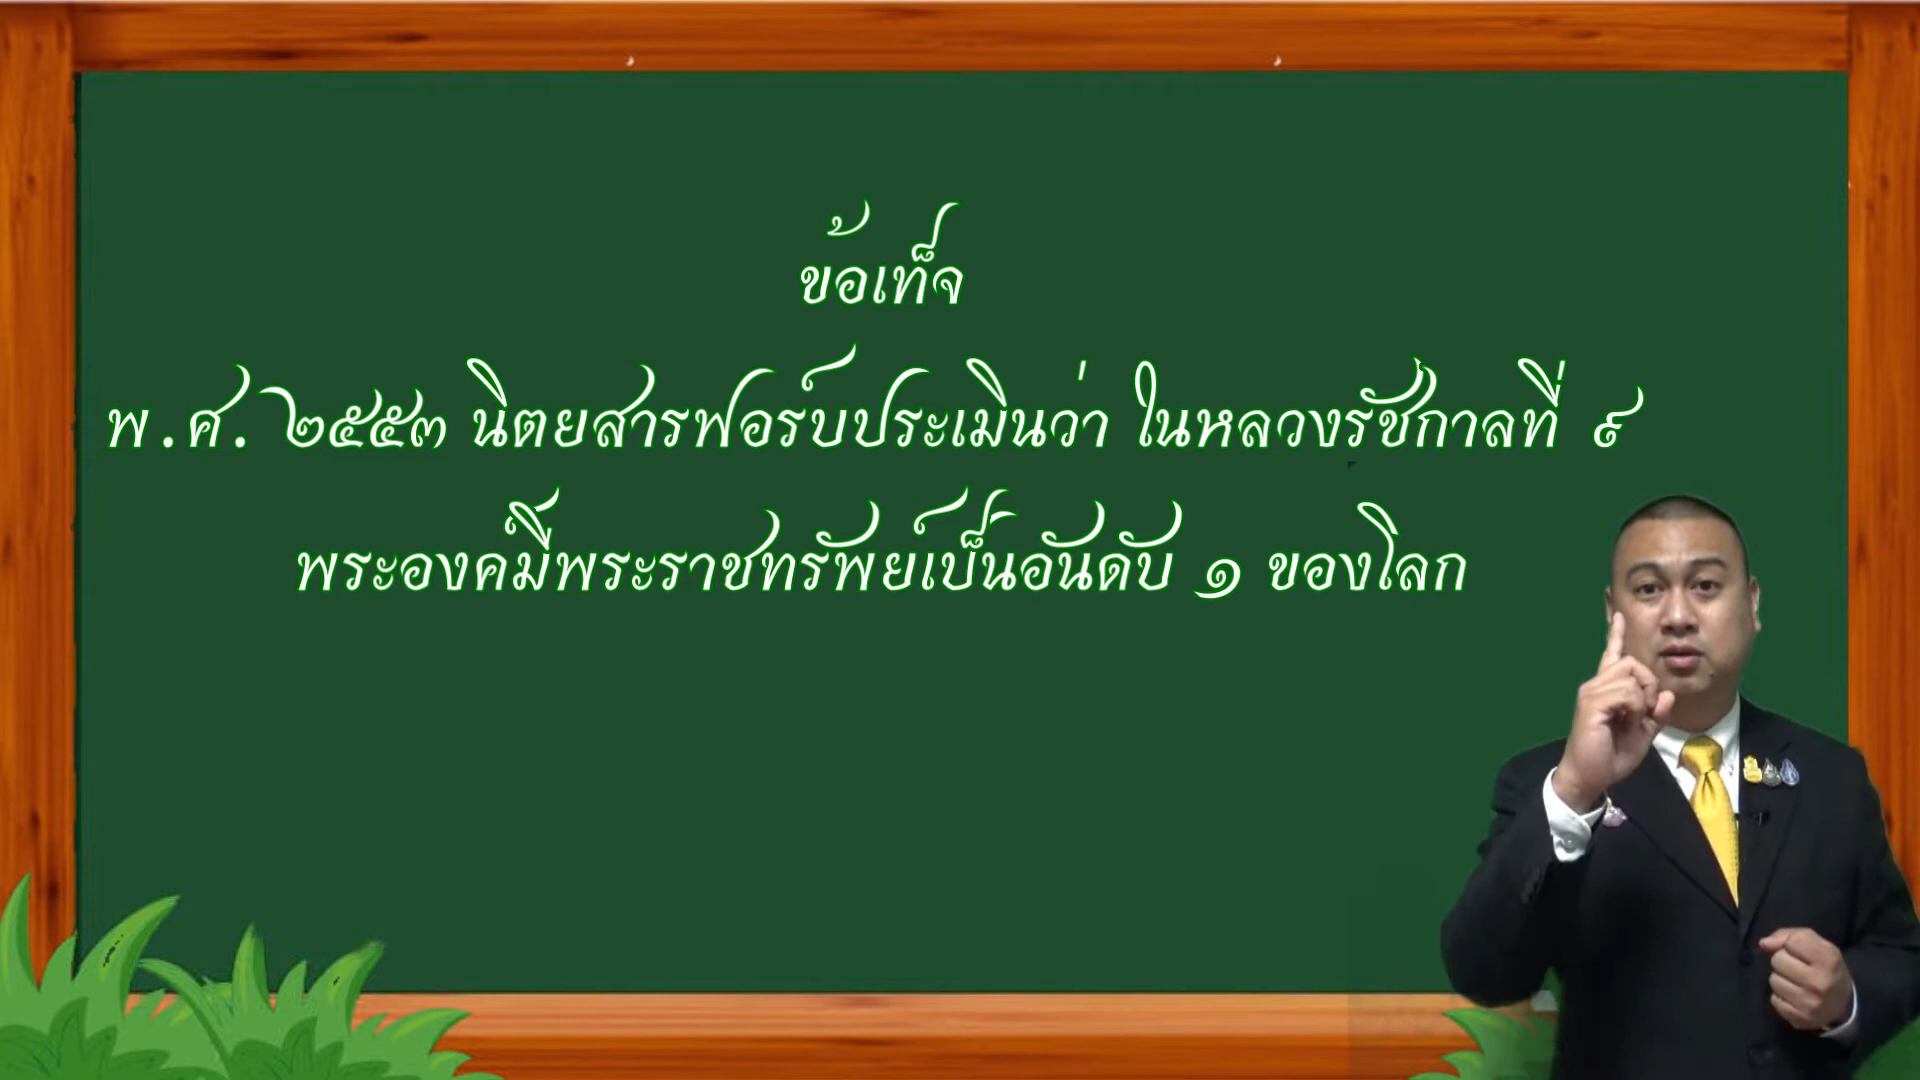 ข้อเท็จ
พ.ศ. ๒๕๕๓ นิตยสารฟอร์บประเมินว่า ในหลวงรัชกาลที่ ๙
พระองค์มีพระราชทรัพย์เป็นอันดับ ๑ ของโลก